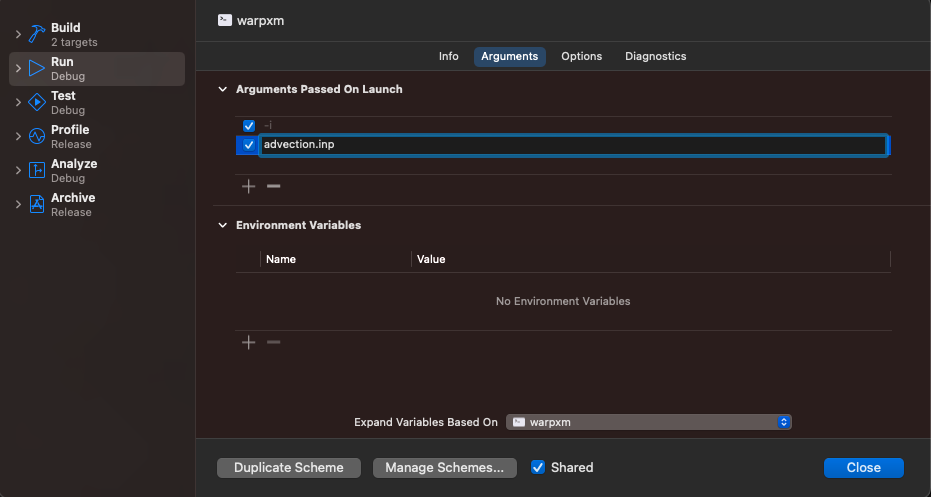 Build
2 targets
Run
Debug
Test
Debug
Profile
Release
Analyze
Debug
Archive
Release
warpxm
Info Arguments Options Diagnostics
Arguments Passed On Launch
-i
advection.inp
Environment Variables
Name Value
No Environment Variables
Expand Variables Based On warpxm
Duplicate Scheme Manage Schemes... Shared Close